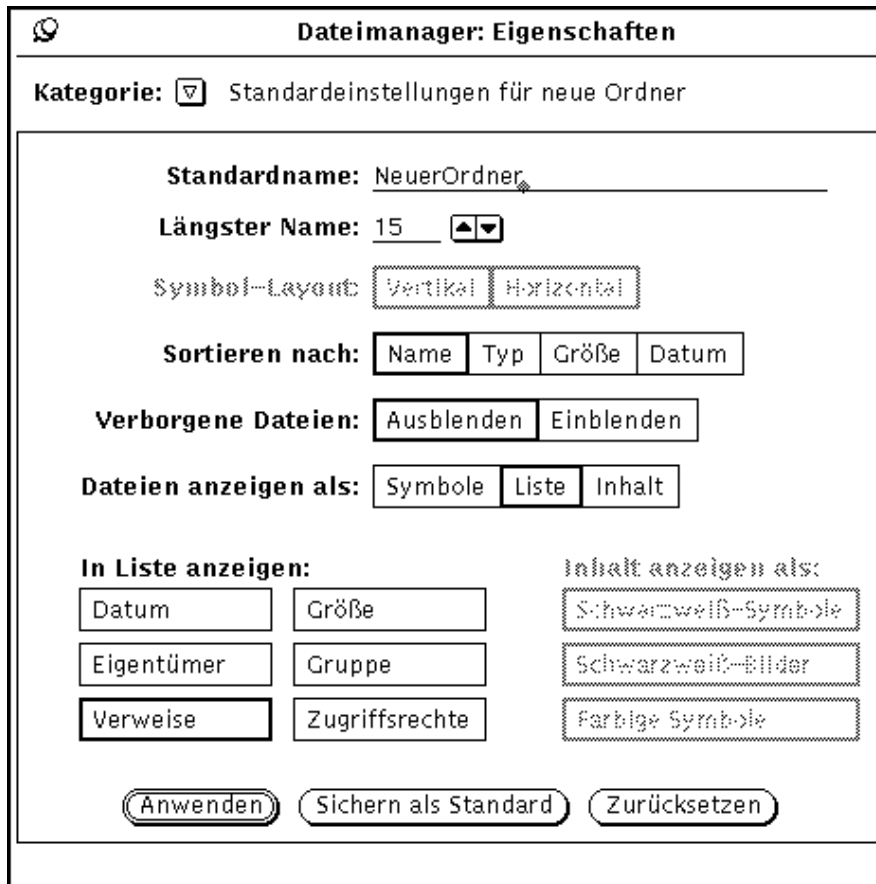 Dateimanager: Eigenschaften
Kategorie: Standardeinstellungen für neue Ordner
Standardname: NeuerOrdner
Längster Name: 15
Symbol-Layout: Vertikal Horizontal
Sortieren nach: Name Typ Größe Datum
Verborgene Dateien: Ausblenden Einblenden
Dateien anzeigen als: Symbole Liste Inhalt
In Liste anzeigen: Inhalt anzeigen als:
Datum Größe Schwarzweiß-Symbole
Eigentümer Gruppe Schwarzweiß-Bilder
Verweise Zugriffsrechte Farbige Symbole
Anwenden Sichern als Standard Zurücksetzen